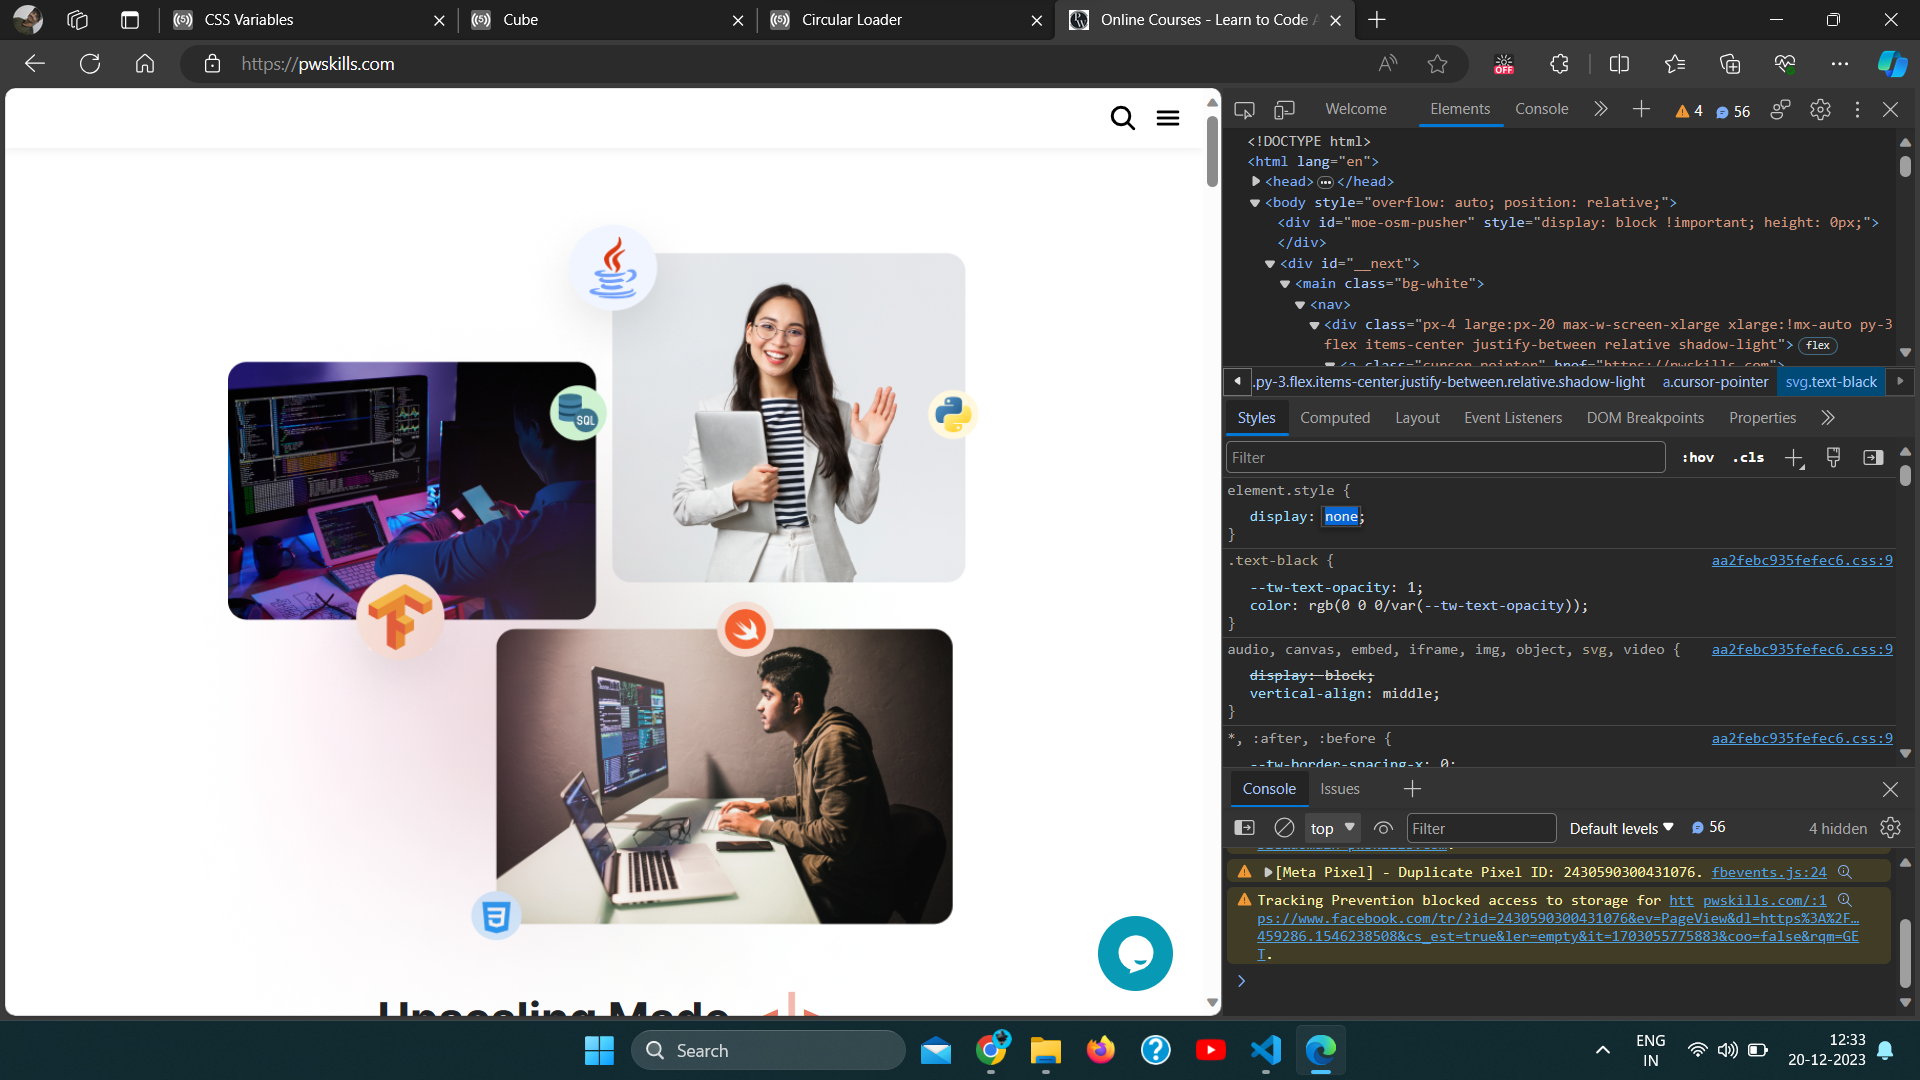 CSS Variables
Cube
Circular Loader
Online Courses - Learn to Code A
https://pwskills.com
OFF
SQL
Upscaling Made
Welcome
Elements
Console
4
56
<!DOCTYPE html>
<html lang="en">
<head> ••• </head>
<body style="overflow: auto; position: relative;">
<div id="moe-osm-pusher" style="display: block !important; height: 0px;">
</div>
<div id="__next">
<main class="bg-white">
<nav>
<div class="px-4 large:px-20 max-w-screen-xlarge xlarge:!mx-auto py-3
flex items-center justify-between relative shadow-light"> flex
<a class="cursor-pointer" href="https://pwskills.com">
.py-3.flex.items-center.justify-between.relative.shadow-light
a.cursor-pointer
svg.text-black
Styles
Computed
Layout
Event Listeners
DOM Breakpoints
Properties
Filter
:hov
.cls
element.style {
display: none;
}
.text-black {
aa2febc935fefec6.css:9
--tw-text-opacity: 1;
color: rgb(0 0 0/var(--tw-text-opacity));
}
audio, canvas, embed, iframe, img, object, svg, video {
aa2febc935fefec6.css:9
display: block;
vertical-align: middle;
}
*, :after, :before {
aa2febc935fefec6.css:9
--tw-border-spacing-x: 0;
Console
Issues
top
Filter
Default levels
56
4 hidden
[Meta Pixel] - Duplicate Pixel ID: 2430590300431076.
fbevents.js:24
Tracking Prevention blocked access to storage for htt
pwskills.com/:1
ps://www.facebook.com/tr/?id=2430590300431076&ev=PageView&dl=https%3A%2F…
459286.1546238508&cs_est=true&ler=empty&it=1703055775883&coo=false&rqm=GE
T.
Search
ENG
IN
12:33
20-12-2023